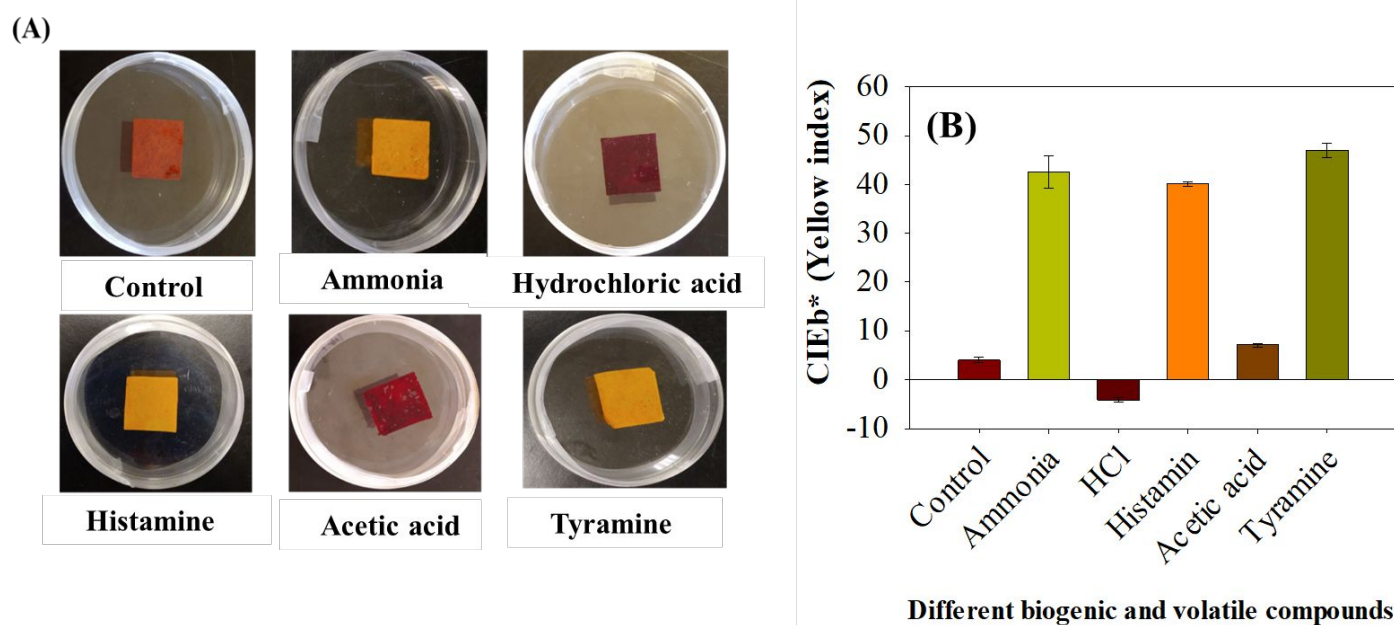 (A)
Control
Ammonia
Hydrochloric acid
Histamine
Acetic acid
Tyramine
(B)
CIEb* (Yellow index)
60
50
40
30
20
10
0
-10
Control
Ammonia
HCl
Histamin
Acetic acid
Tyramine
Different biogenic and volatile compounds